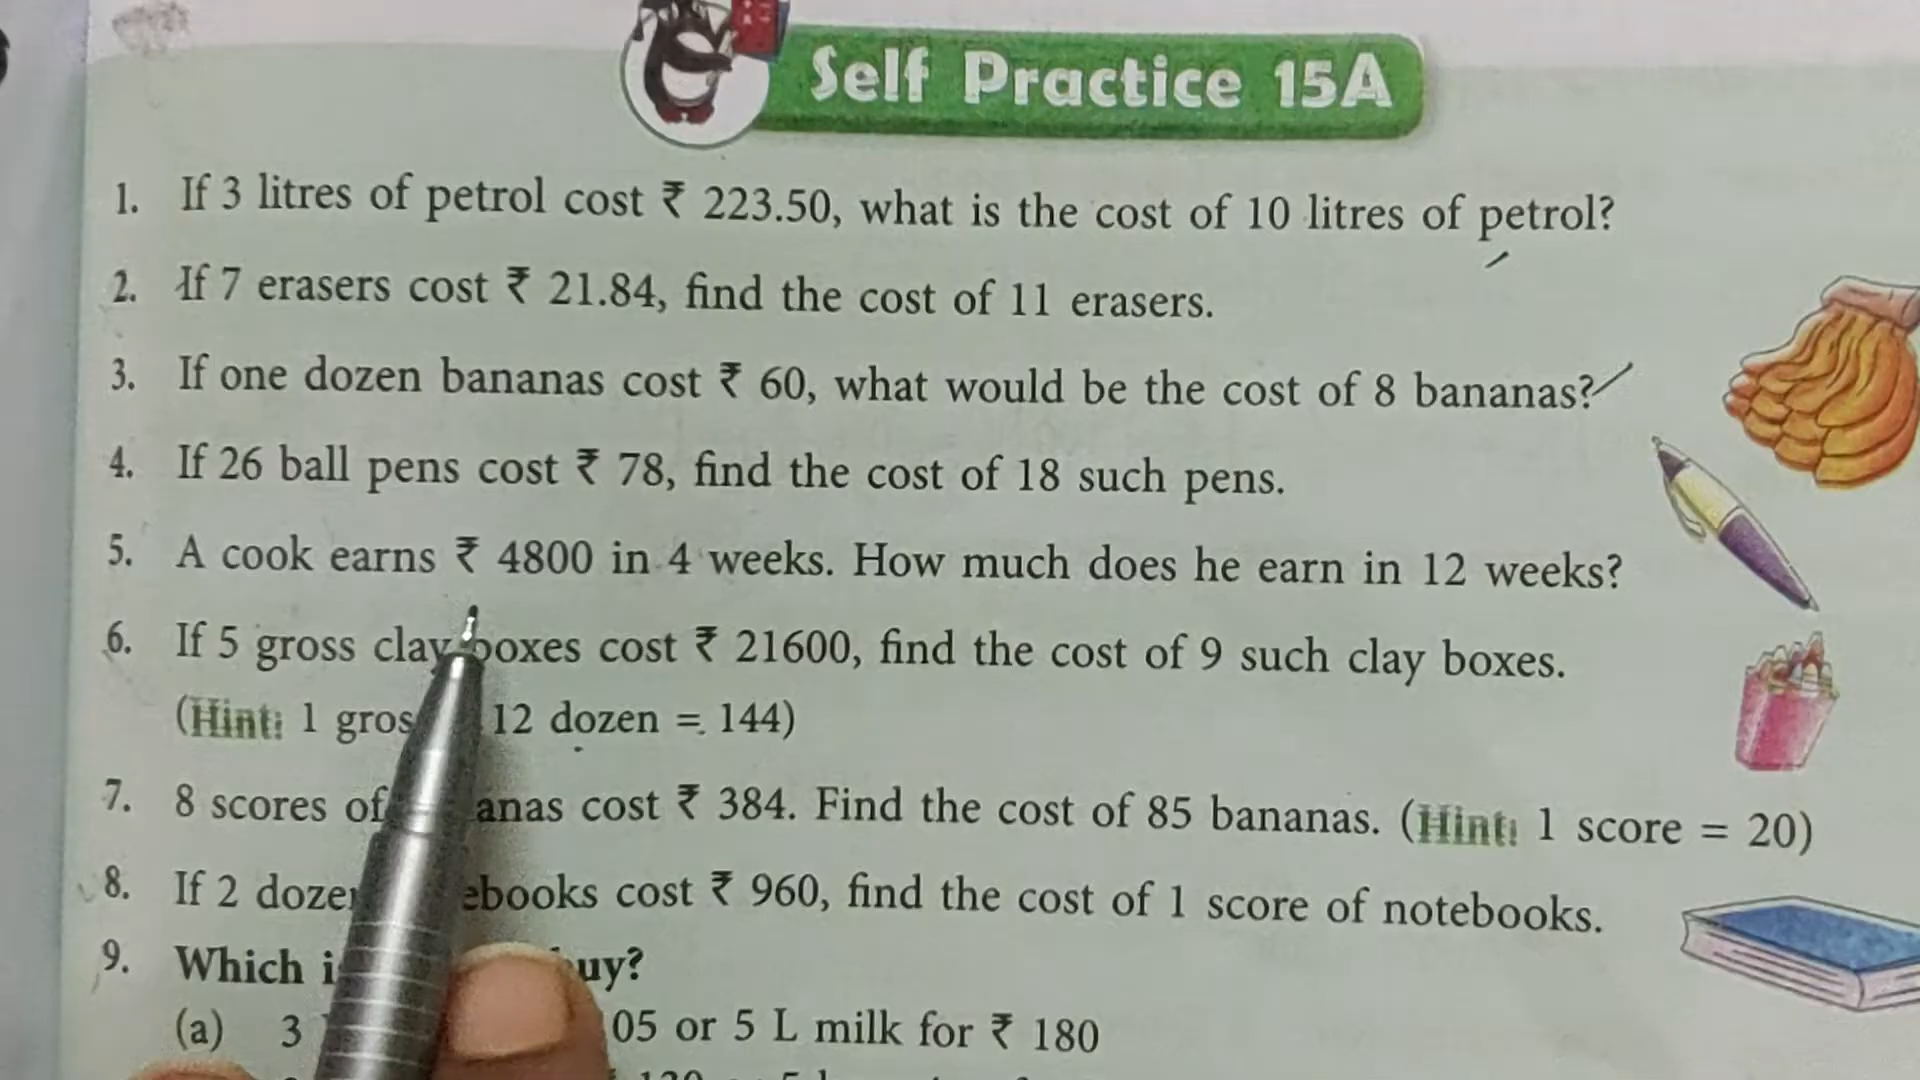 Self Practice 15A
1. If 3 litres of petrol cost ₹ 223.50, what is the cost of 10 litres of petrol?
2. If 7 erasers cost ₹ 21.84, find the cost of 11 erasers.
3. If one dozen bananas cost ₹ 60, what would be the cost of 8 bananas?
4. If 26 ball pens cost ₹ 78, find the cost of 18 such pens.
5. A cook earns ₹ 4800 in 4 weeks. How much does he earn in 12 weeks?
6. If 5 gross clay boxes cost ₹ 21600, find the cost of 9 such clay boxes.
(Hint: 1 gros 12 dozen = 144)
7. 8 scores of anas cost ₹ 384. Find the cost of 85 bananas. (Hint: 1 score = 20)
8. If 2 doze ebooks cost ₹ 960, find the cost of 1 score of notebooks.
9. Which i uy?
(a) 3 05 or 5 L milk for ₹ 180